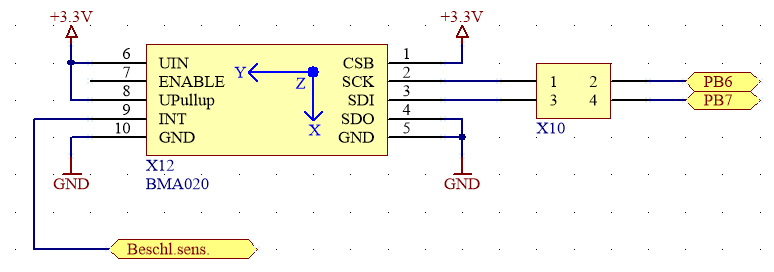 +3.3V
+3.3V
6 UIN CSB 1
7 ENABLE Y Z SCK 2 1 2 PB6
8 UPullup SDI 3 3 4 PB7
9 INT X SDO 4 X10
10 GND GND 5
X12
BMA020
GND
GND
Beschl.sens.